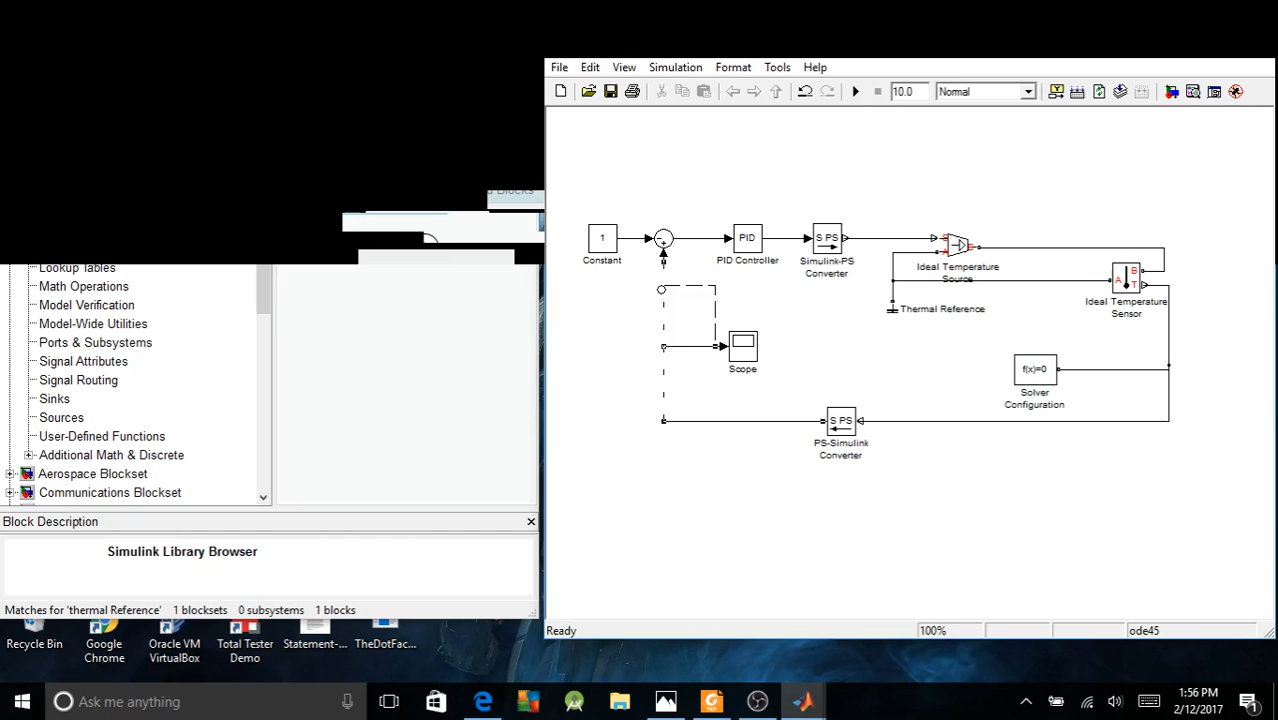 File Edit View Simulation Format Tools Help
10.0 Normal
1
Constant
PID
PID Controller
S PS
Simulink-PS
Converter
S
A
B
Ideal Temperature
Source
Thermal Reference
A
B
T
Ideal Temperature
Sensor
Scope
f(x)=0
Solver
Configuration
S PS
PS-Simulink
Converter
Ready 100% ode45
Lookup Tables
Math Operations
Model Verification
Model-Wide Utilities
Ports & Subsystems
Signal Attributes
Signal Routing
Sinks
Sources
User-Defined Functions
Additional Math & Discrete
Aerospace Blockset
Communications Blockset
Block Description
Simulink Library Browser
Matches for 'thermal Reference' 1 blocksets 0 subsystems 1 blocks
Recycle Bin
Google
Chrome
Oracle VM
VirtualBox
Total Tester
Demo
Statement-...
TheDotFac...
Ask me anything
1:56 PM
2/12/2017